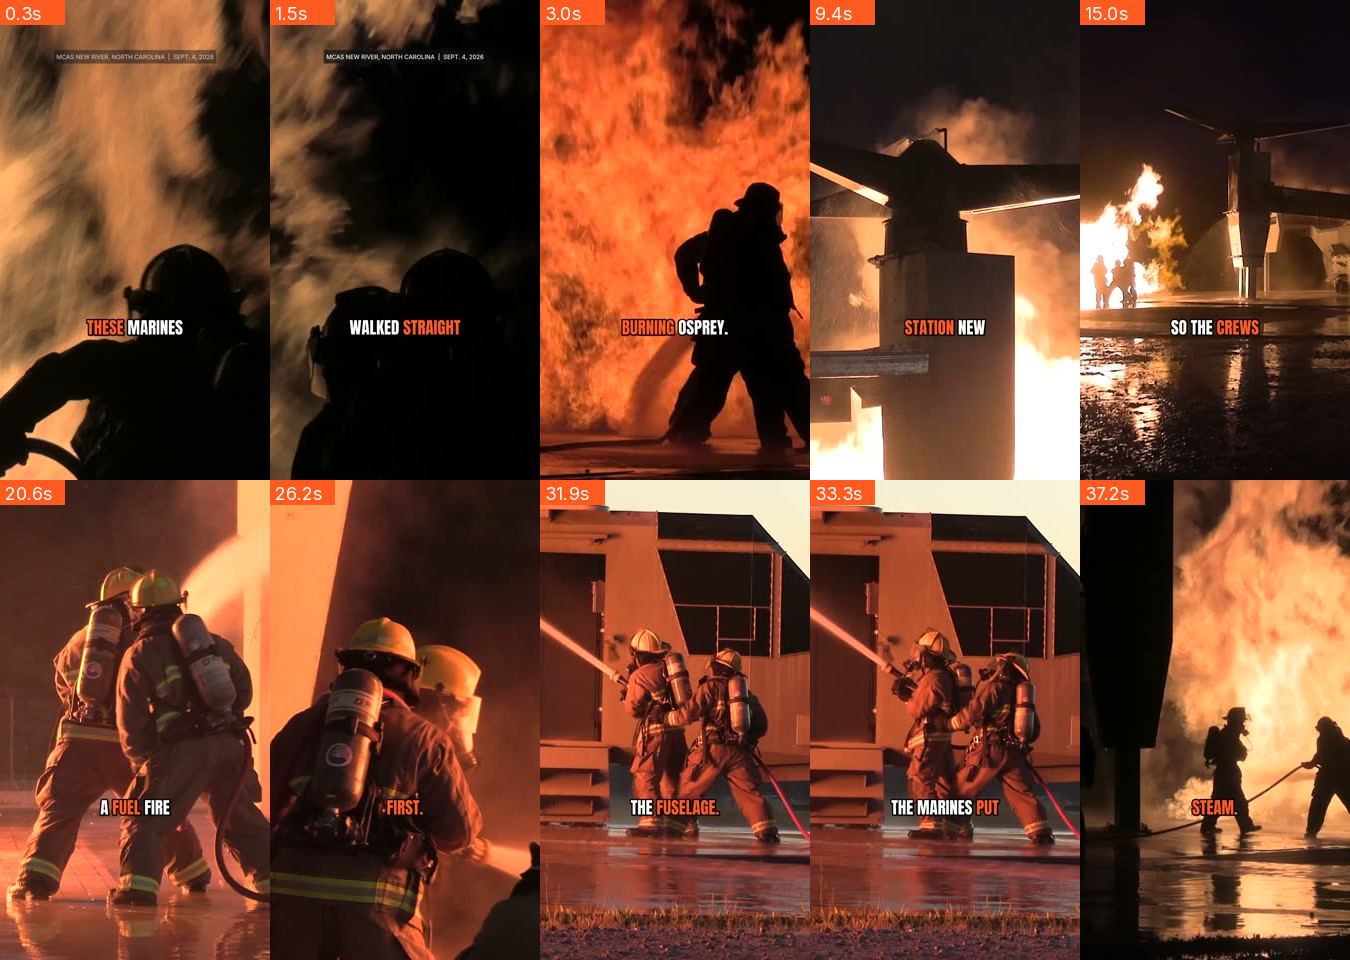 0.3s
MCAS NEW RIVER, NORTH CAROLINA | SEPT. 4, 2026
THESE MARINES
1.5s
MCAS NEW RIVER, NORTH CAROLINA | SEPT. 4, 2026
WALKED STRAIGHT
3.0s
BURNING OSPREY.
9.4s
STATION NEW
15.0s
SO THE CREWS
20.6s
A FUEL FIRE
26.2s
FIRST.
31.9s
THE FUSELAGE.
33.3s
THE MARINES PUT
37.2s
STEAM.